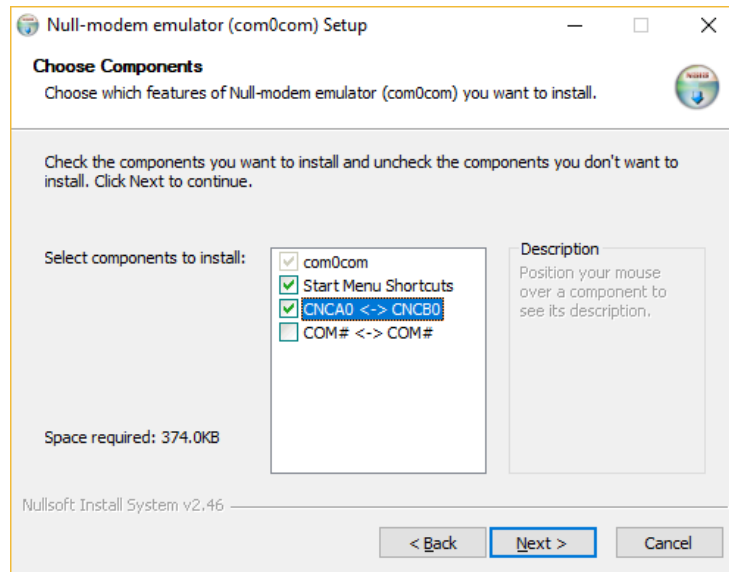 Null-modem emulator (com0com) Setup
Choose Components
Choose which features of Null-modem emulator (com0com) you want to install.
Check the components you want to install and uncheck the components you don't want to
install. Click Next to continue.
Select components to install:
com0com
Start Menu Shortcuts
CNCA0 <-> CNCB0
COM# <-> COM#
Description
Position your mouse
over a component to
see its description.
Space required: 374.0KB
Nullsoft Install System v2.46
< Back
Next >
Cancel